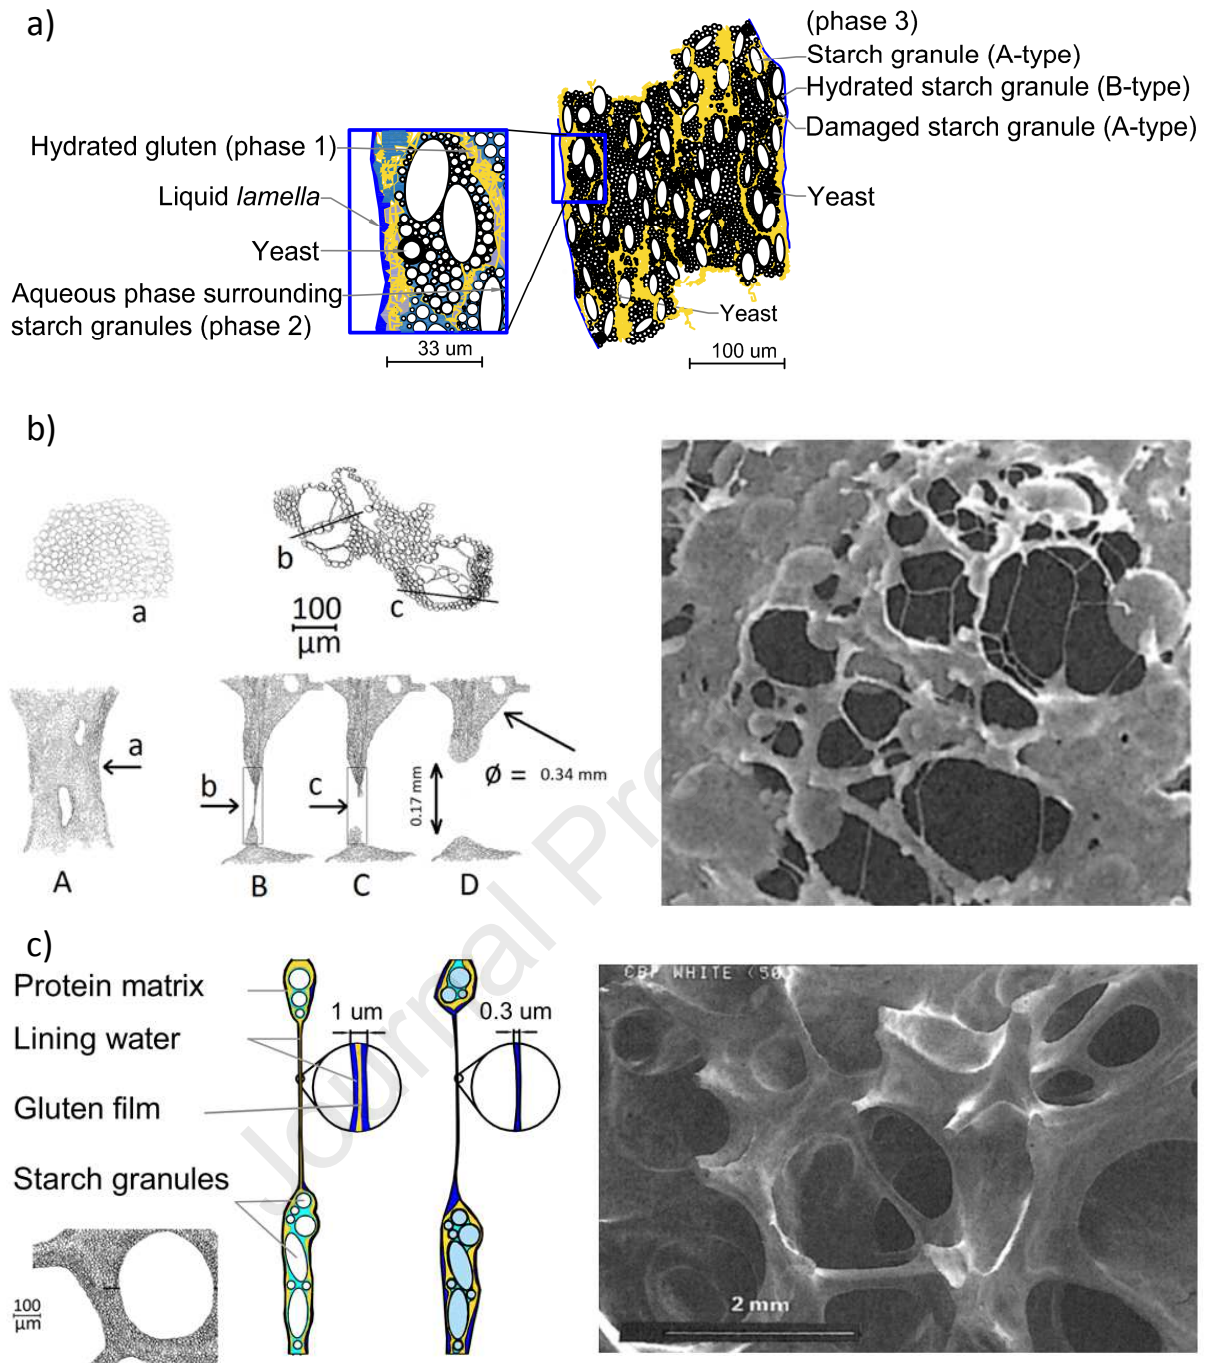 a)
(phase 3)
Starch granule (A-type)
Hydrated starch granule (B-type)
Damaged starch granule (A-type)
Yeast
Hydrated gluten (phase 1)
Liquid lamella
Yeast
Aqueous phase surrounding
starch granules (phase 2)
Yeast
33 um
100 um
b)
a
b
c
100
µm
a
b
c
0.17 mm
Ø = 0.34 mm
A
B
C
D
c)
Protein matrix
Lining water
Gluten film
Starch granules
1 um
0.3 um
100
µm
CBP WHITE (50)
2 mm
Journal Pre